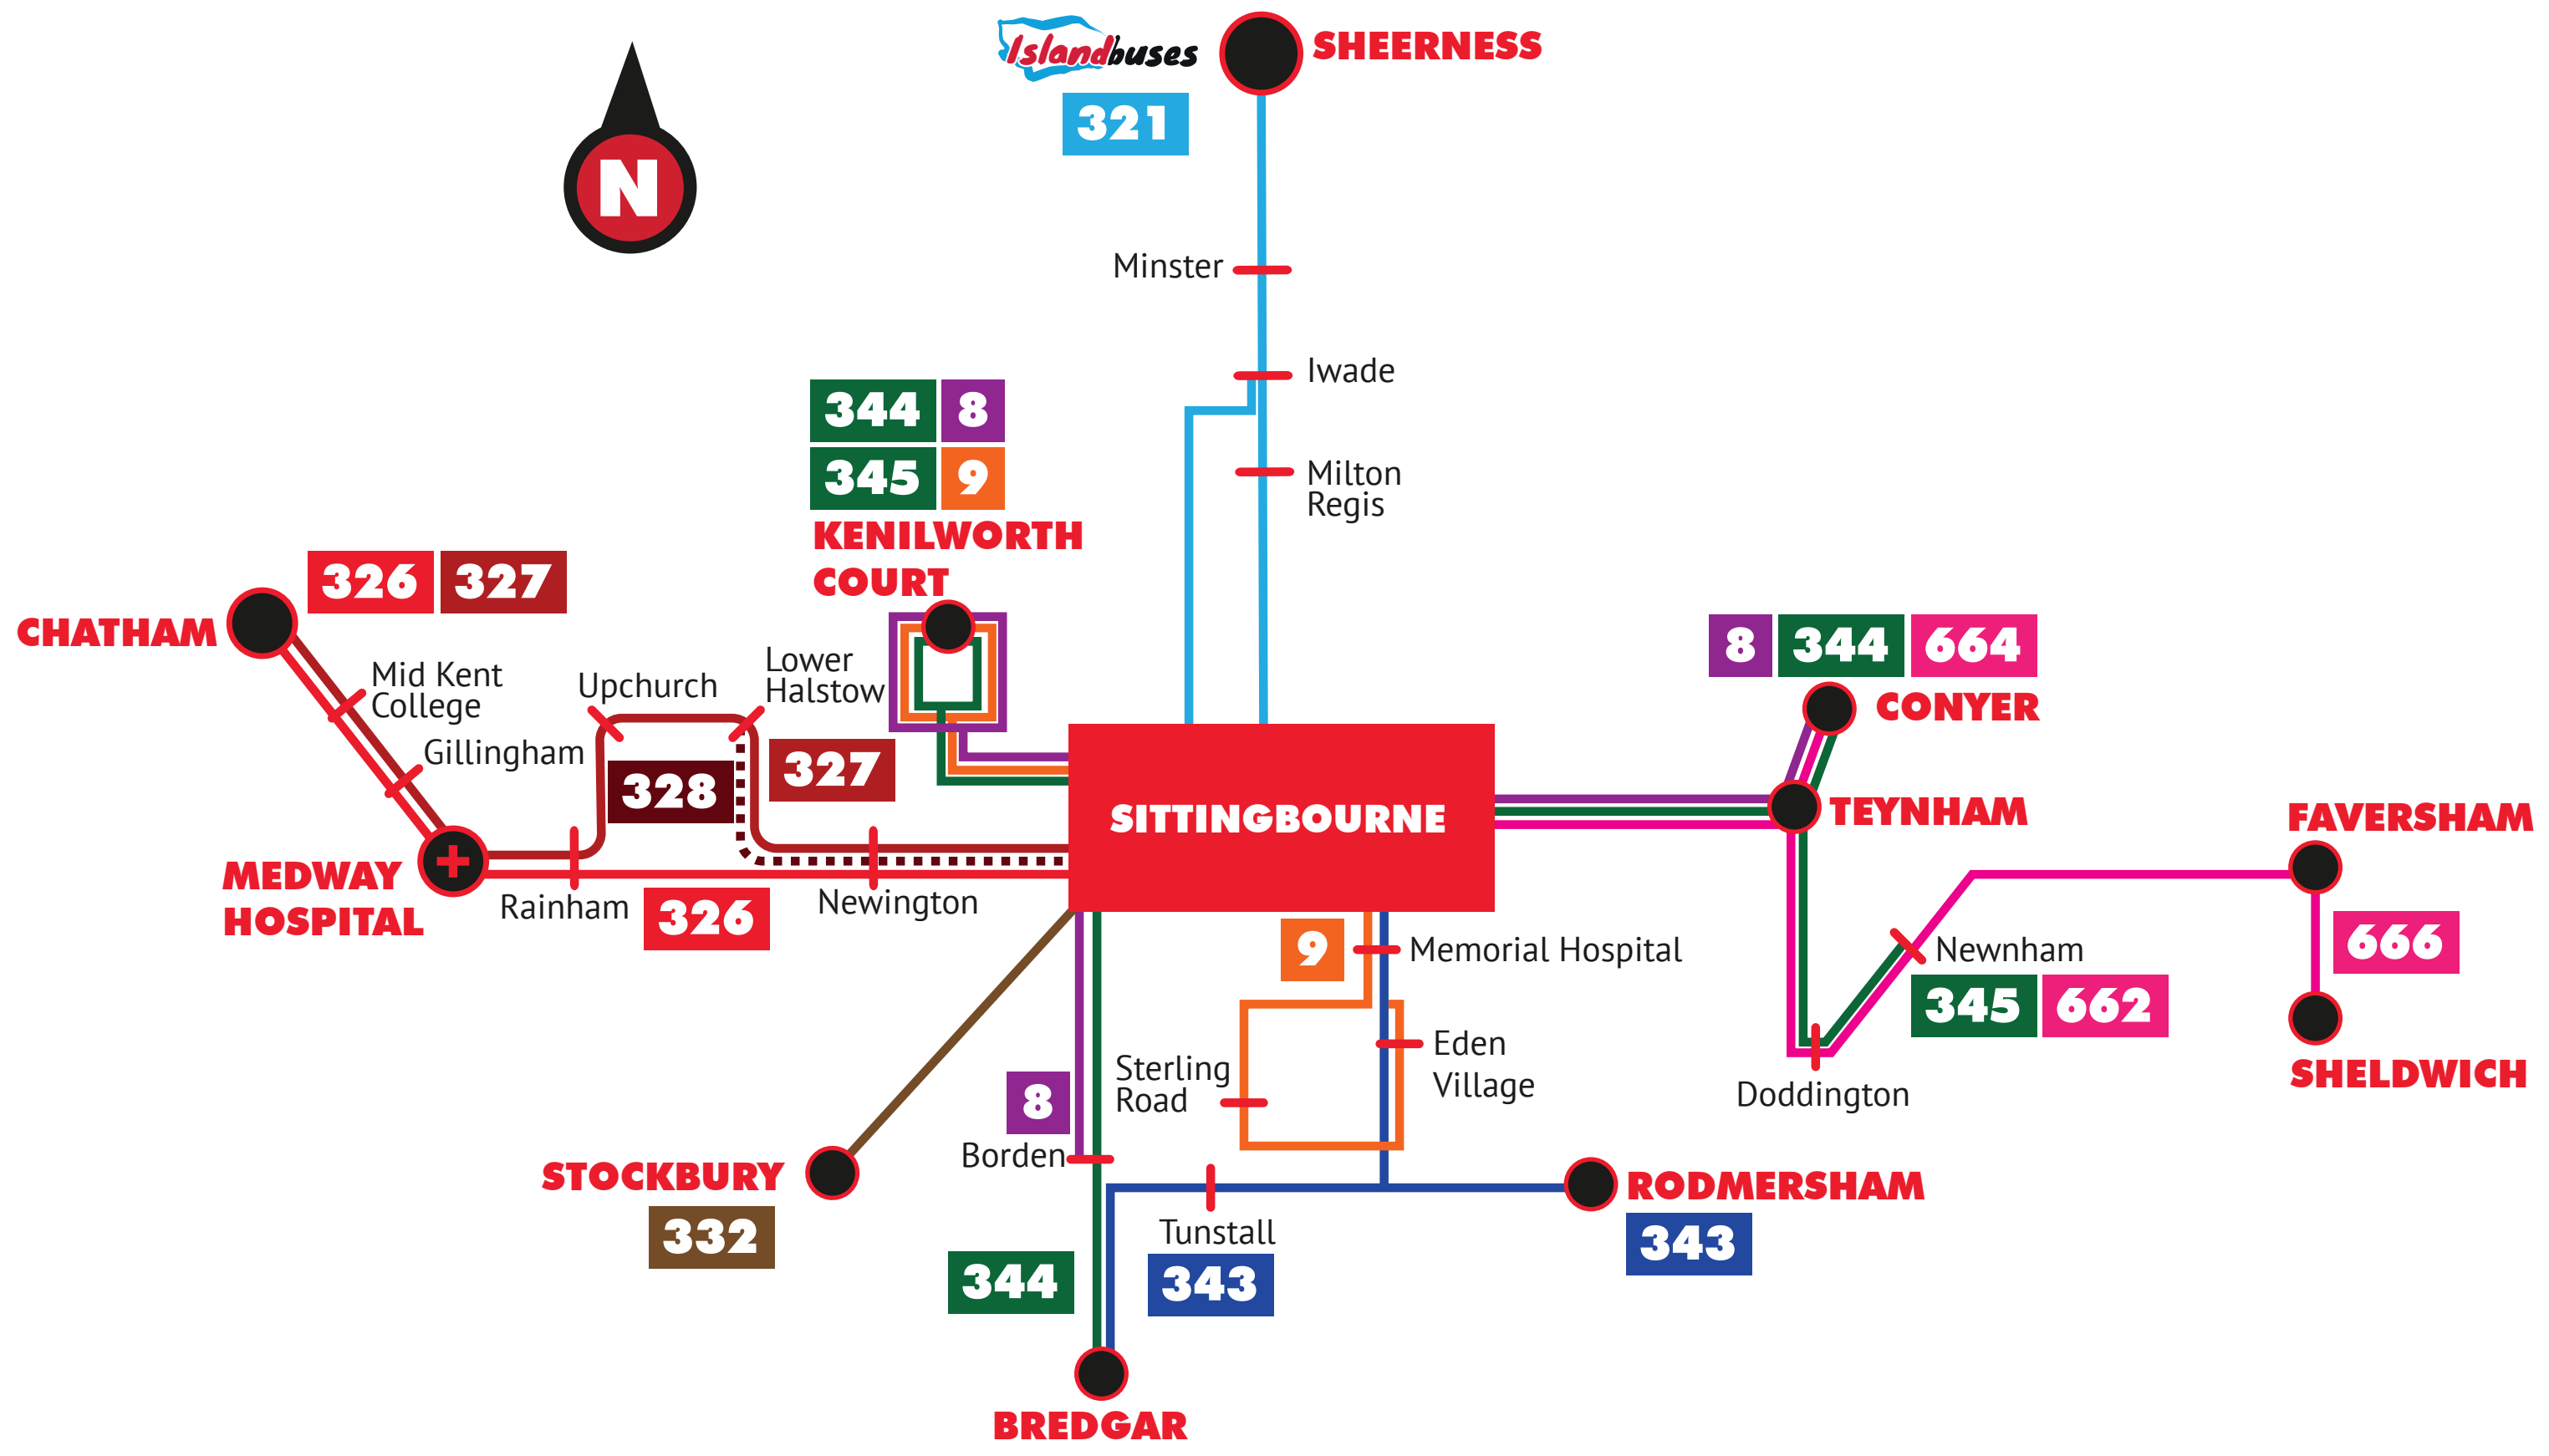 Islandbuses
SHEERNESS
321
N
Minster
Iwade
344 8
345 9
Milton
Regis
KENILWORTH
COURT
326 327
CHATHAM
8 344 664
Mid Kent
College
Upchurch
Lower
Halstow
CONYER
Gillingham
328
327
SITTINGBOURNE
TEYNHAM
FAVERSHAM
MEDWAY
HOSPITAL
Rainham
326
Newington
9
Memorial Hospital
Newnham
666
345 662
Eden
Village
Sterling
Road
SHELDWICH
8
Doddington
Borden
STOCKBURY
RODMERSHAM
332
Tunstall
343
344
343
BREDGAR